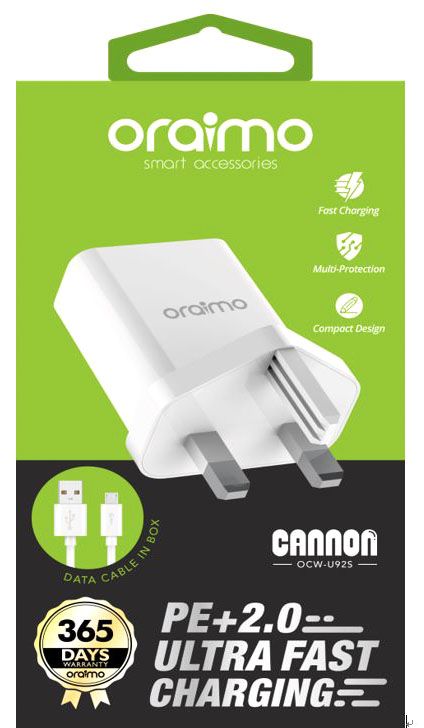 oraimo
smart accessories
Fast Charging
Multi-Protection
Compact Design
oraimo
DATA CABLE IN BOX
CANNON
OCW-U92S
365
DAYS
WARRANTY
oraimo
PE+2.0
ULTRA FAST
CHARGING